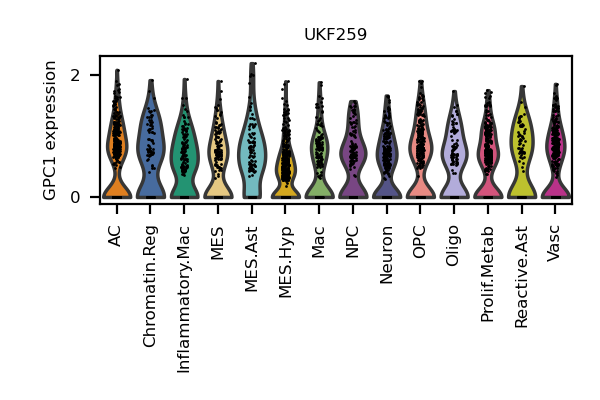 UKF259
GPC1 expression
2
0
AC
Chromatin.Reg
Inflammatory.Mac
MES
MES.Ast
MES.Hyp
Mac
NPC
Neuron
OPC
Oligo
Prolif.Metab
Reactive.Ast
Vasc